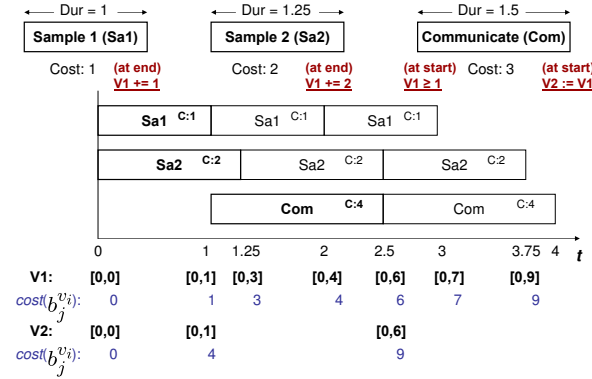 Dur = 1 Dur = 1.25 Dur = 1.5
Sample 1 (Sa1) Sample 2 (Sa2) Communicate (Com)
Cost: 1 (at end) Cost: 2 (at end) (at start) Cost: 3 (at start)
V1 += 1 V1 += 2 V1 ≥ 1 V2 := V1
Sa1 C:1 Sa1 C:1 Sa1 C:1
Sa2 C:2 Sa2 C:2 Sa2 C:2
Com C:4 Com C:4
0 1 1.25 2 2.5 3 3.75 4 t
V1: [0,0] [0,1] [0,3] [0,4] [0,6] [0,7] [0,9]
cost(b_j^{v_i}): 0 1 3 4 6 7 9
V2: [0,0] [0,1] [0,6]
cost(b_j^{v_i}): 0 4 9